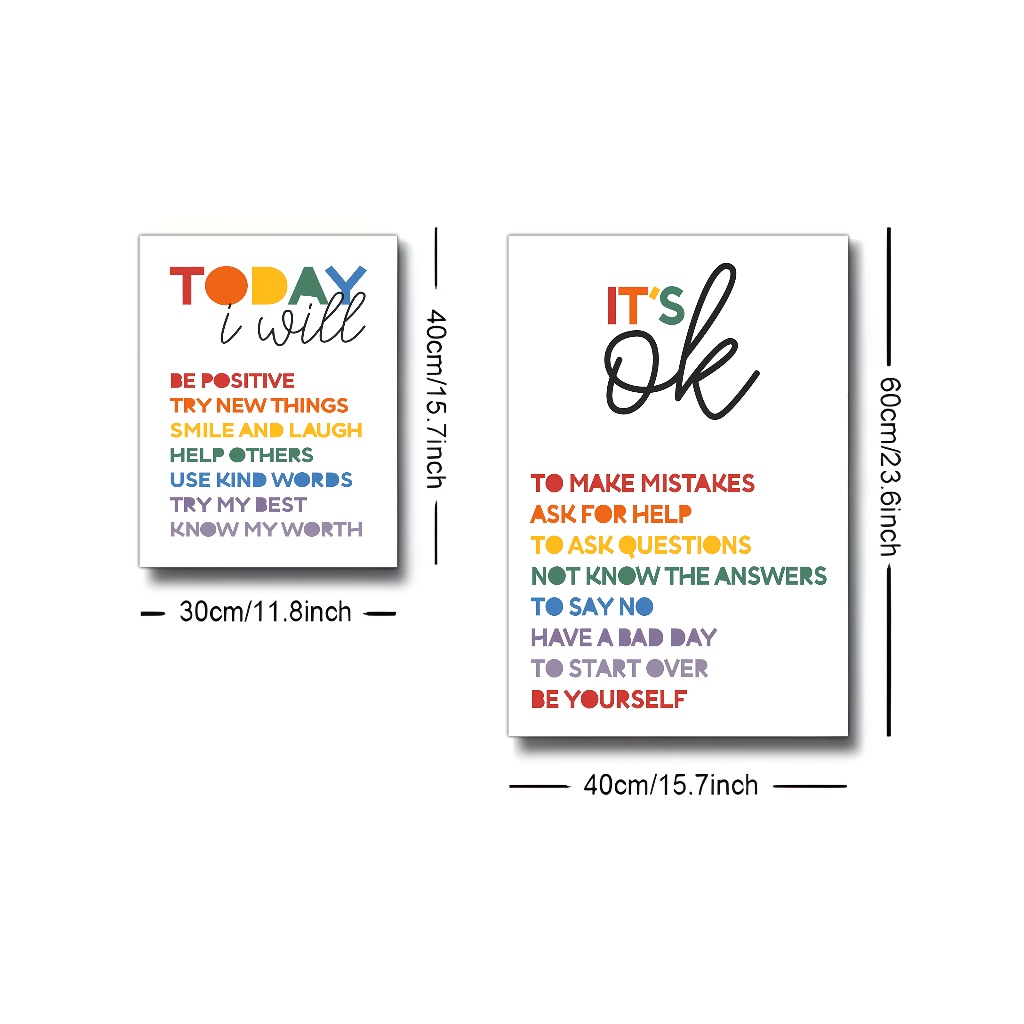 TODAY
i will
BE POSITIVE
TRY NEW THINGS
SMILE AND LAUGH
HELP OTHERS
USE KIND WORDS
TRY MY BEST
KNOW MY WORTH
40cm/15.7inch
30cm/11.8inch
IT'S
ok
TO MAKE MISTAKES
ASK FOR HELP
TO ASK QUESTIONS
NOT KNOW THE ANSWERS
TO SAY NO
HAVE A BAD DAY
TO START OVER
BE YOURSELF
60cm/23.6inch
40cm/15.7inch